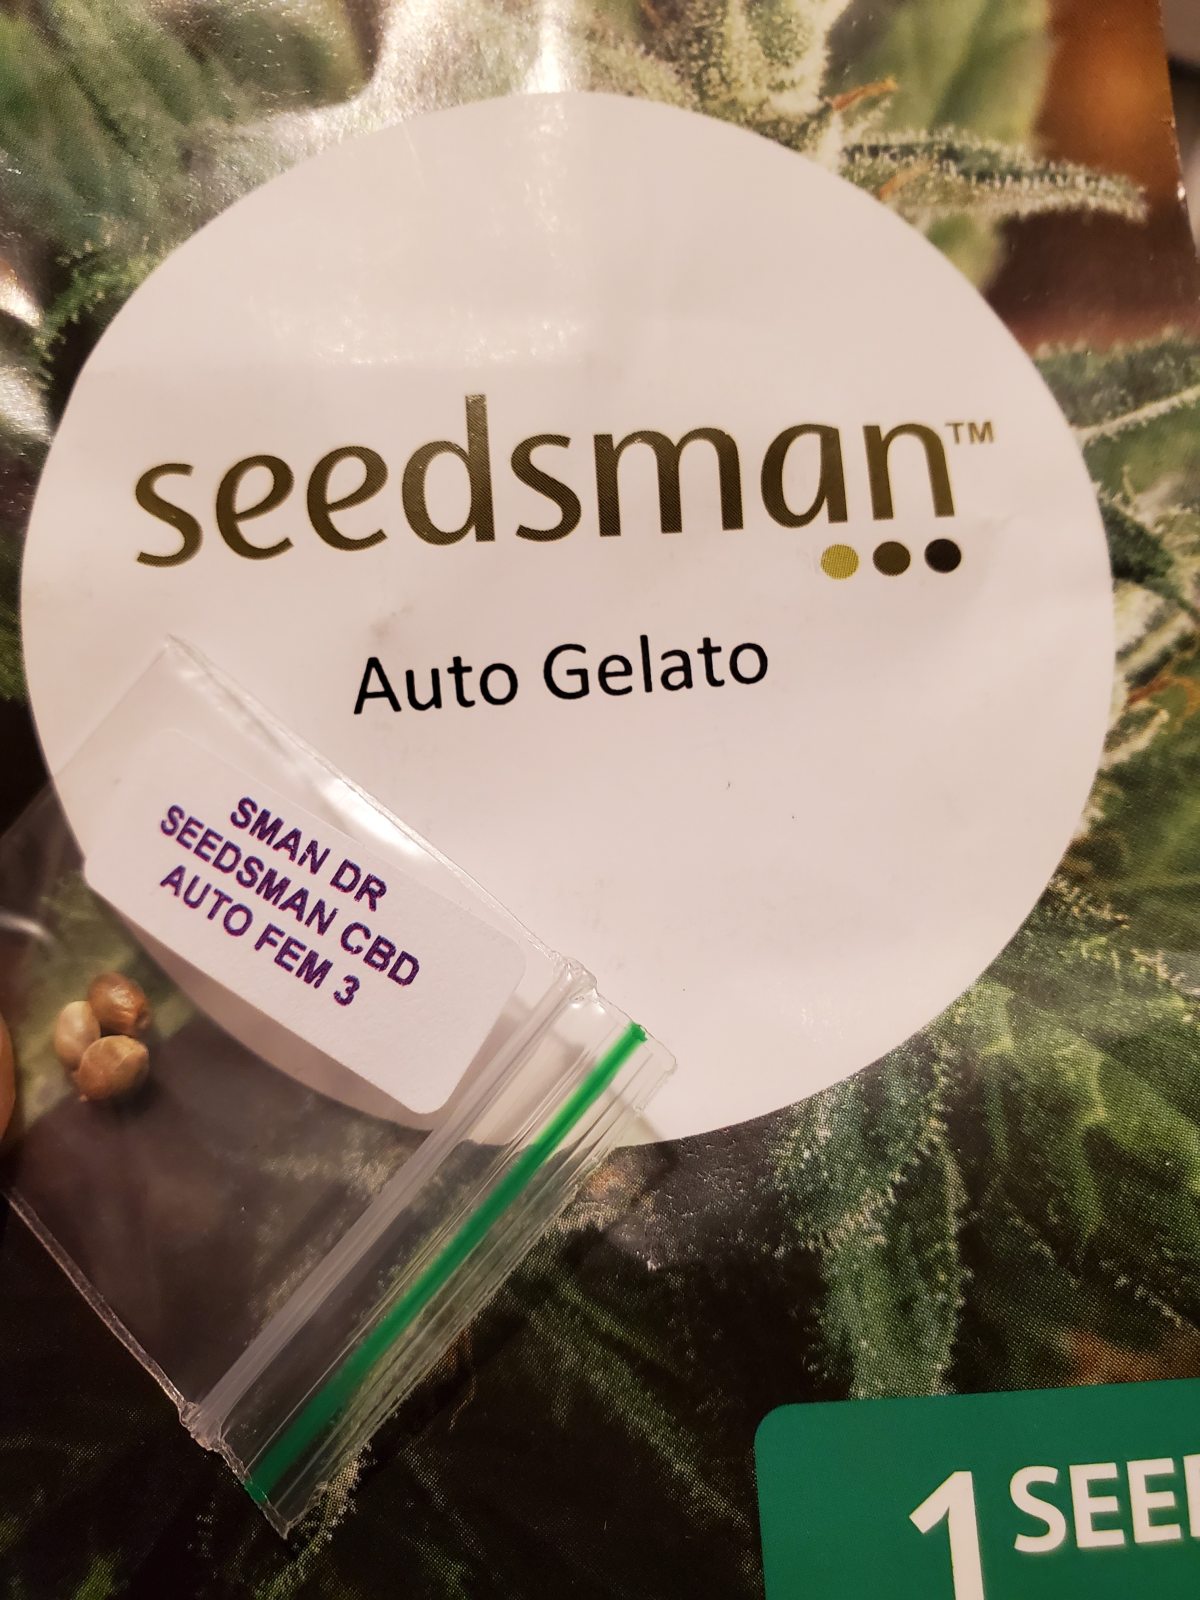 seedsman™
Auto Gelato
SMAN DR
SEEDSMAN CBD
AUTO FEM 3
1 SEE